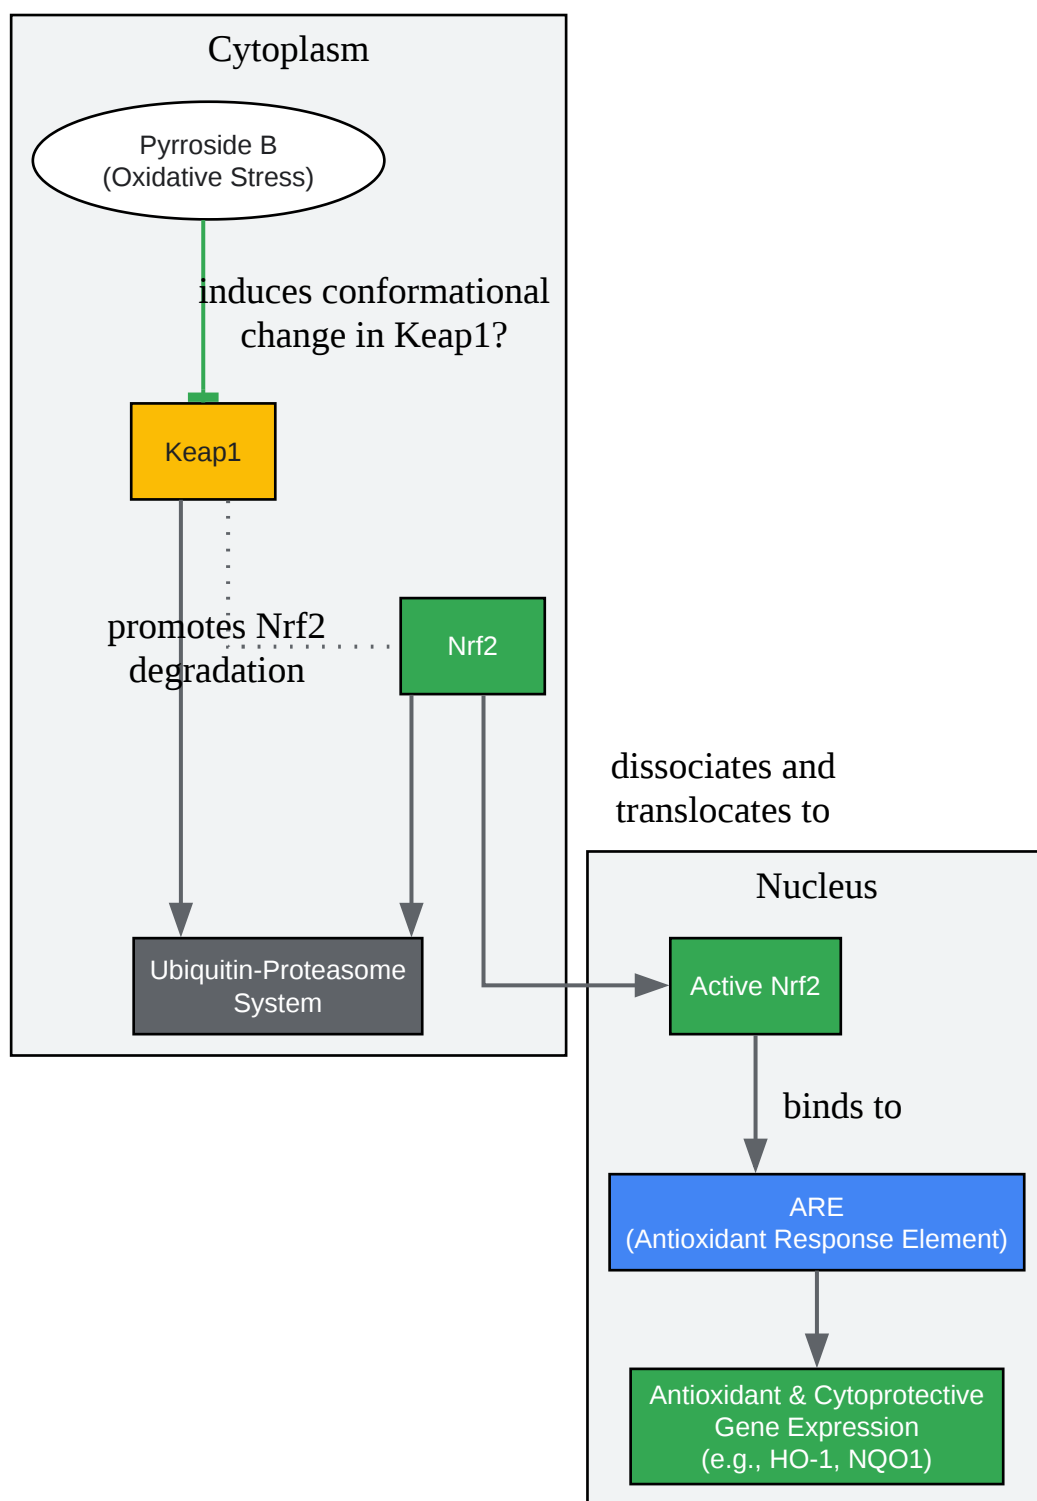 Cytoplasm
Pyrroside B
(Oxidative Stress)
induces conformational
change in Keap1?
Keap1
promotes Nrf2
degradation
Nrf2
dissociates and
translocates to
Nucleus
Ubiquitin-Proteasome
System
Active Nrf2
binds to
ARE
(Antioxidant Response Element)
Antioxidant & Cytoprotective
Gene Expression
(e.g., HO-1, NQO1)